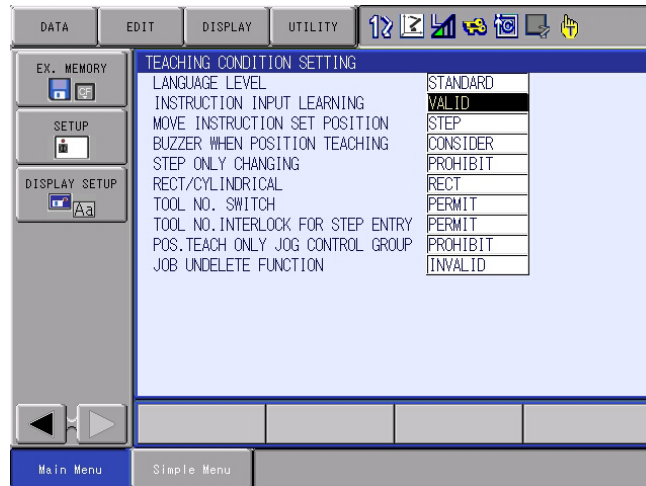 DATA EDIT DISPLAY UTILITY 12
EX. MEMORY
CF
SETUP
DISPLAY SETUP
Aa
TEACHING CONDITION SETTING
LANGUAGE LEVEL STANDARD
INSTRUCTION INPUT LEARNING VALID
MOVE INSTRUCTION SET POSITION STEP
BUZZER WHEN POSITION TEACHING CONSIDER
STEP ONLY CHANGING PROHIBIT
RECT/CYLINDRICAL RECT
TOOL NO. SWITCH PERMIT
TOOL NO.INTERLOCK FOR STEP ENTRY PERMIT
POS.TEACH ONLY JOG CONTROL GROUP PROHIBIT
JOB UNDELETE FUNCTION INVALID
Main Menu Simple Menu